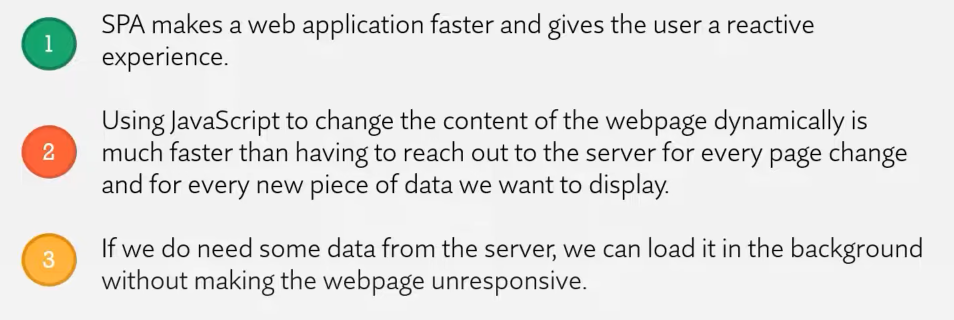 1
SPA makes a web application faster and gives the user a reactive
experience.
2
Using JavaScript to change the content of the webpage dynamically is
much faster than having to reach out to the server for every page change
and for every new piece of data we want to display.
3
If we do need some data from the server, we can load it in the background
without making the webpage unresponsive.